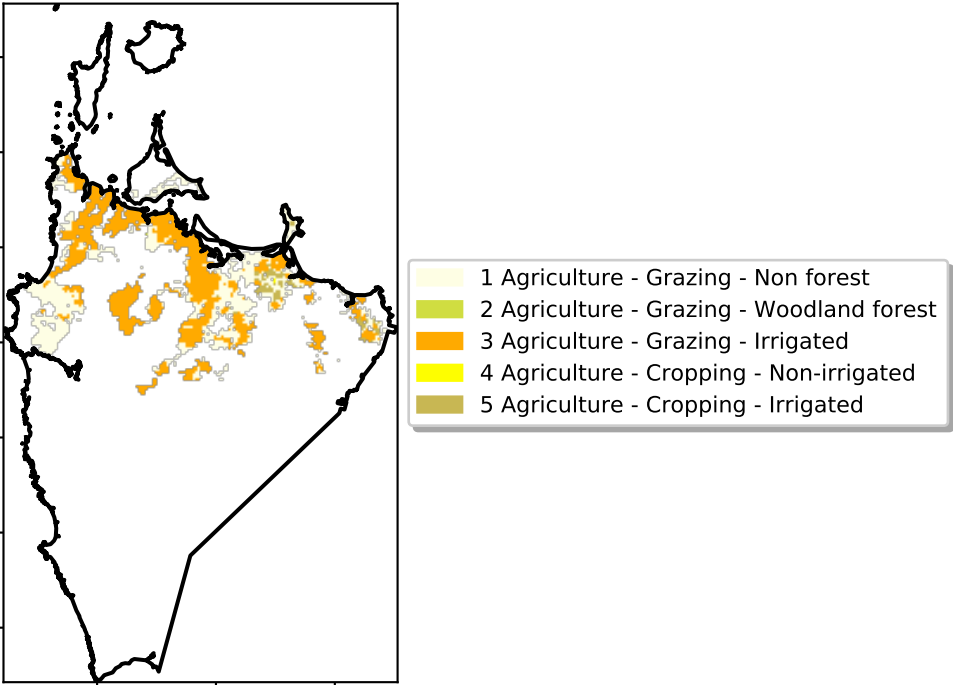 1 Agriculture - Grazing - Non forest
2 Agriculture - Grazing - Woodland forest
3 Agriculture - Grazing - Irrigated
4 Agriculture - Cropping - Non-irrigated
5 Agriculture - Cropping - Irrigated